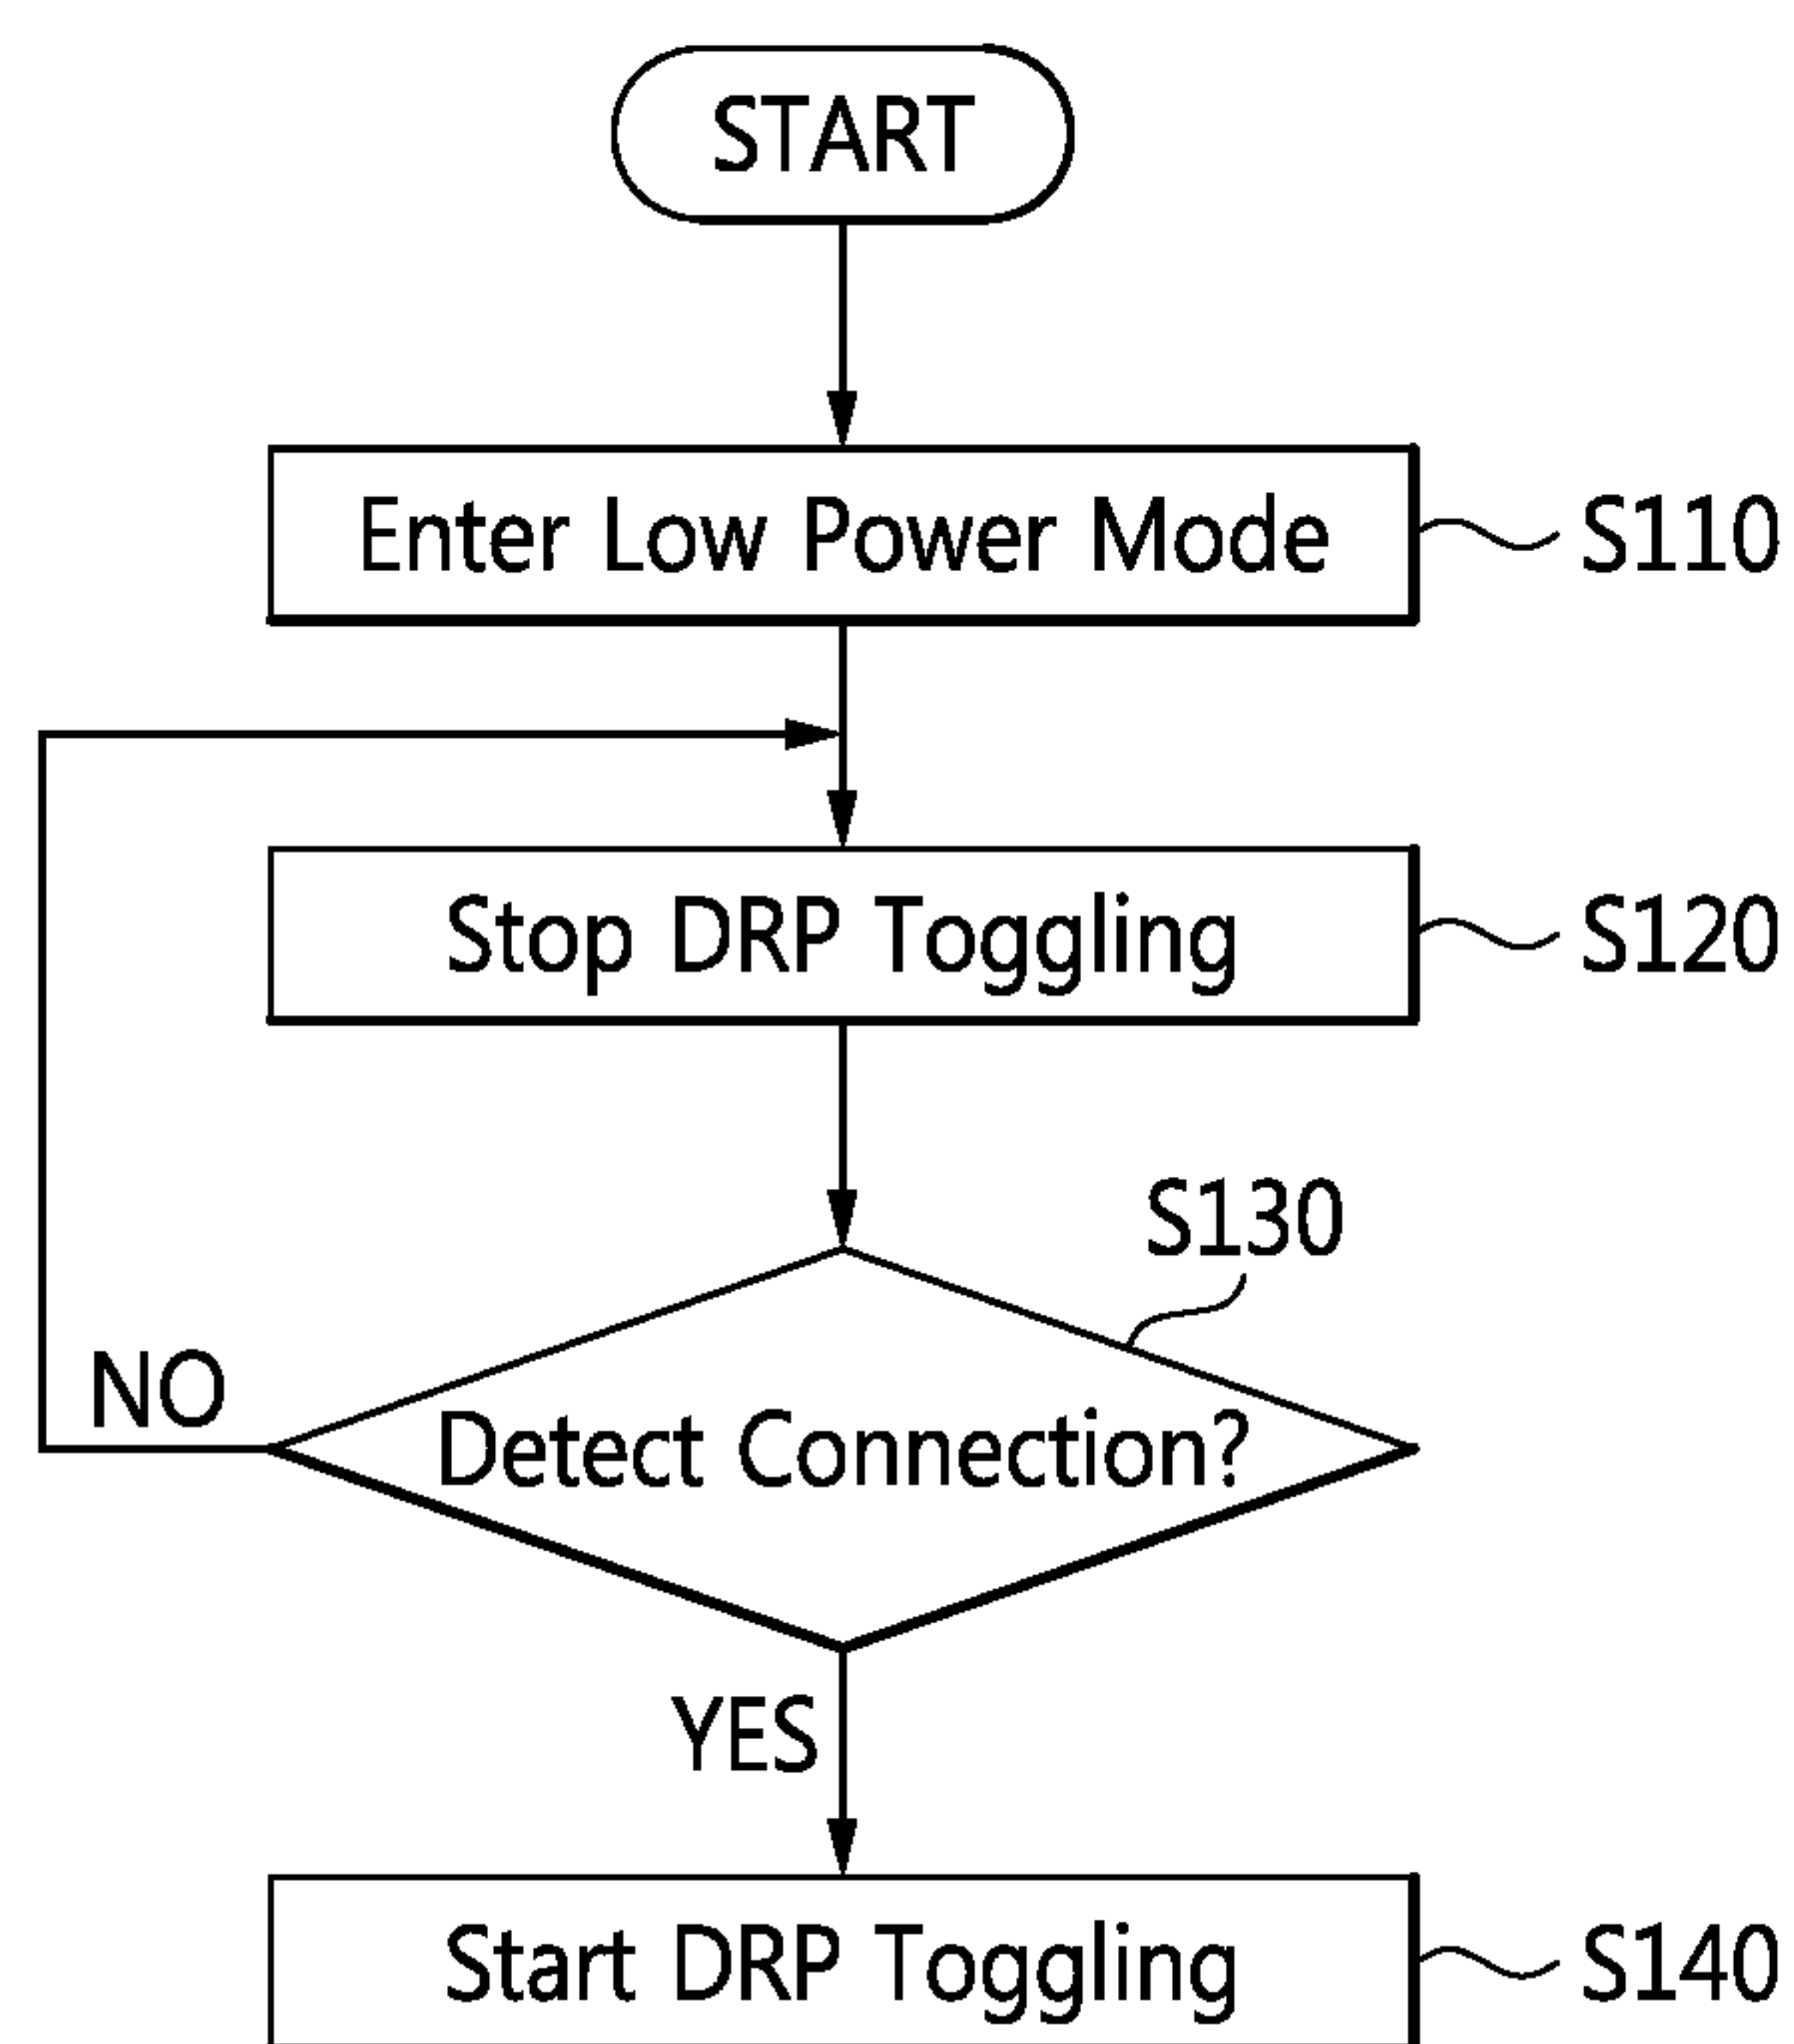 START
Enter Low Power Mode
S110
Stop DRP Toggling
S120
S130
NO
Detect Connection?
YES
Start DRP Toggling
S140